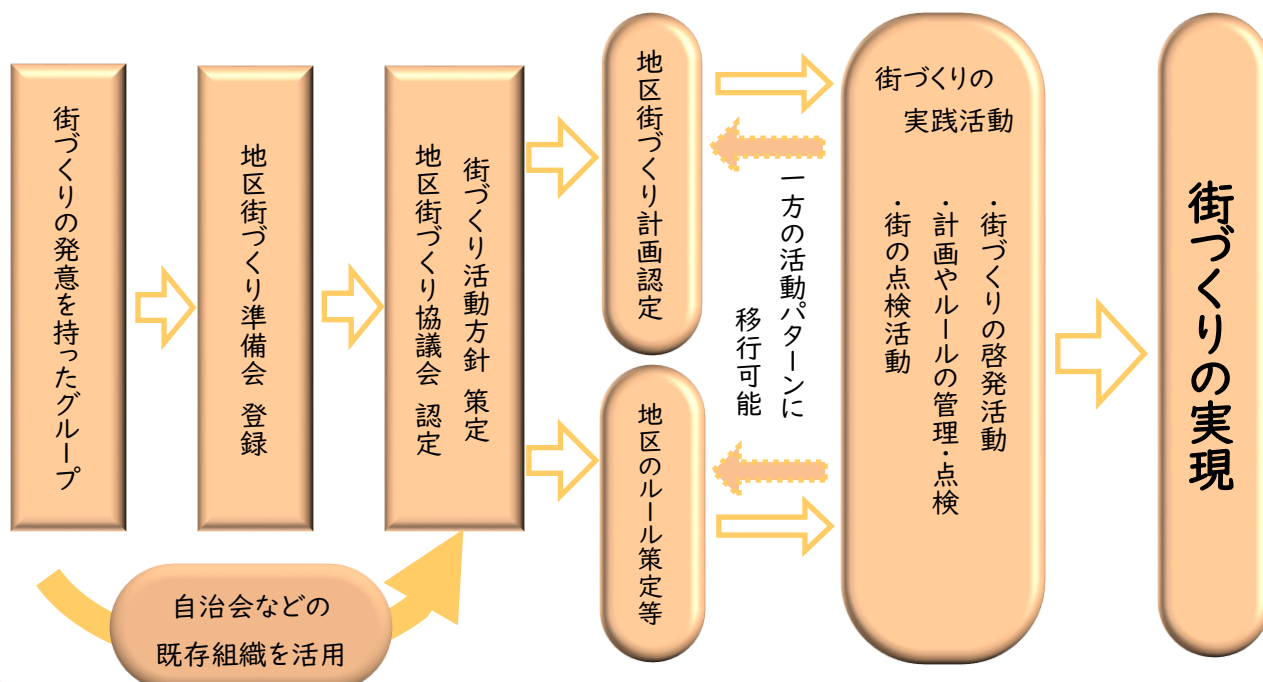 街づくりの発意を持ったグループ
地区街づくり準備会 登録
街づくり活動方針 策定
地区街づくり協議会 認定
自治会などの
既存組織を活用
地区街づくり計画認定
地区のルール策定等
一方の活動パターンに
移行可能
街づくりの
実践活動
・街づくりの啓発活動
・計画やルールの管理・点検
・街の点検活動
街づくりの実現